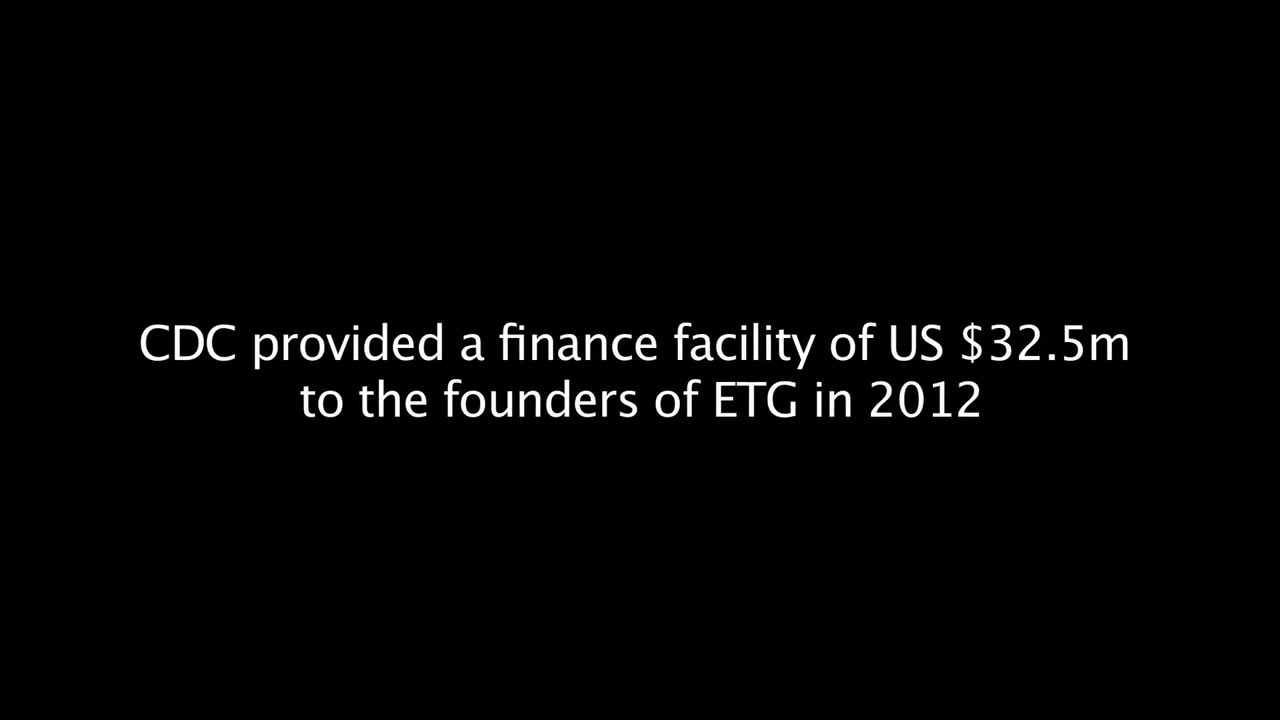 CDC provided a finance facility of US $32.5m
to the founders of ETG in 2012